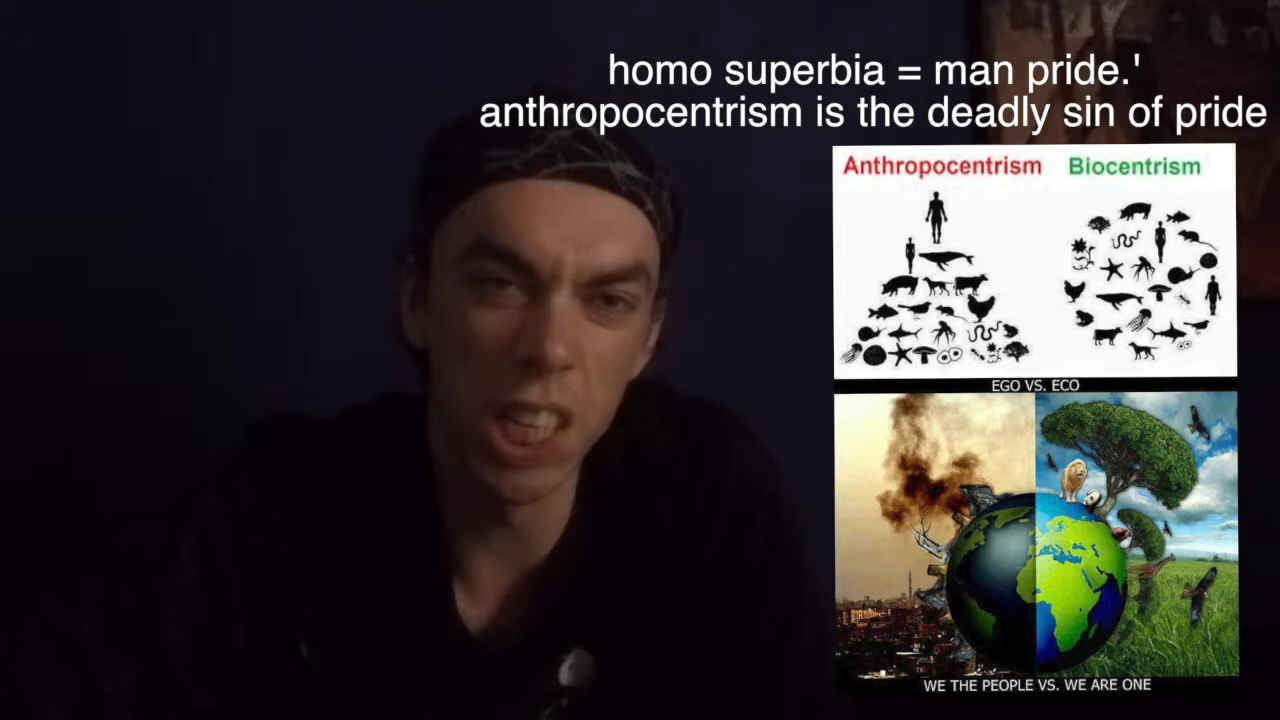 homo superbia = man pride.'
anthropocentrism is the deadly sin of pride
Anthropocentrism Biocentrism
EGO VS. ECO
WE THE PEOPLE VS. WE ARE ONE